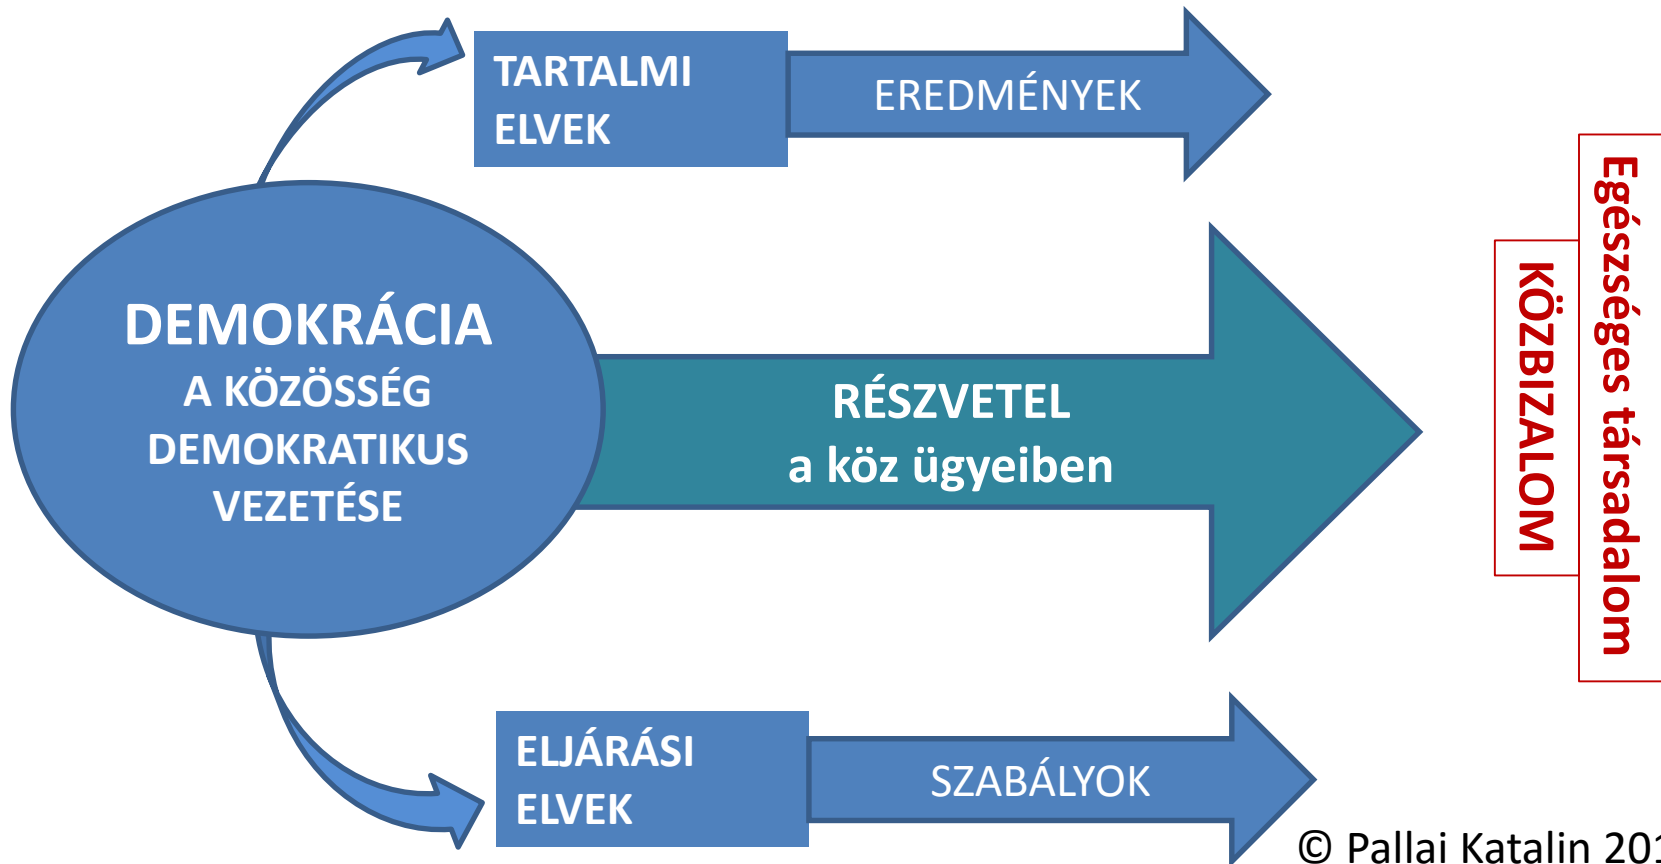 TARTALMI
ELVEK
EREDMÉNYEK
DEMOKRÁCIA
A KÖZÖSSÉG
DEMOKRATIKUS
VEZETÉSE
RÉSZVETEL
a köz ügyeiben
KÖZBIZALOM
Egészséges társadalom
ELJÁRÁSI
ELVEK
SZABÁLYOK
© Pallai Katalin